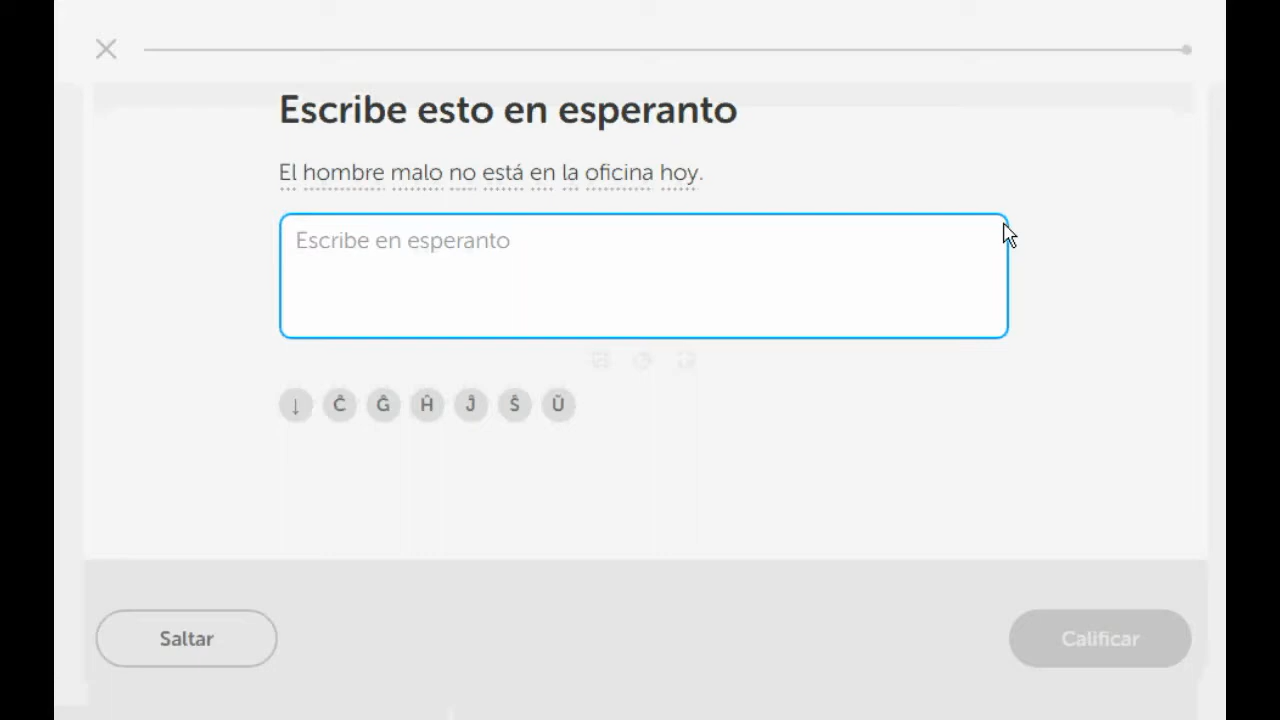 Escribe esto en esperanto
El hombre malo no está en la oficina hoy.
Escribe en esperanto
↓ Ĉ Ĝ Ĥ Ĵ Ŝ Ŭ
Saltar
Calificar